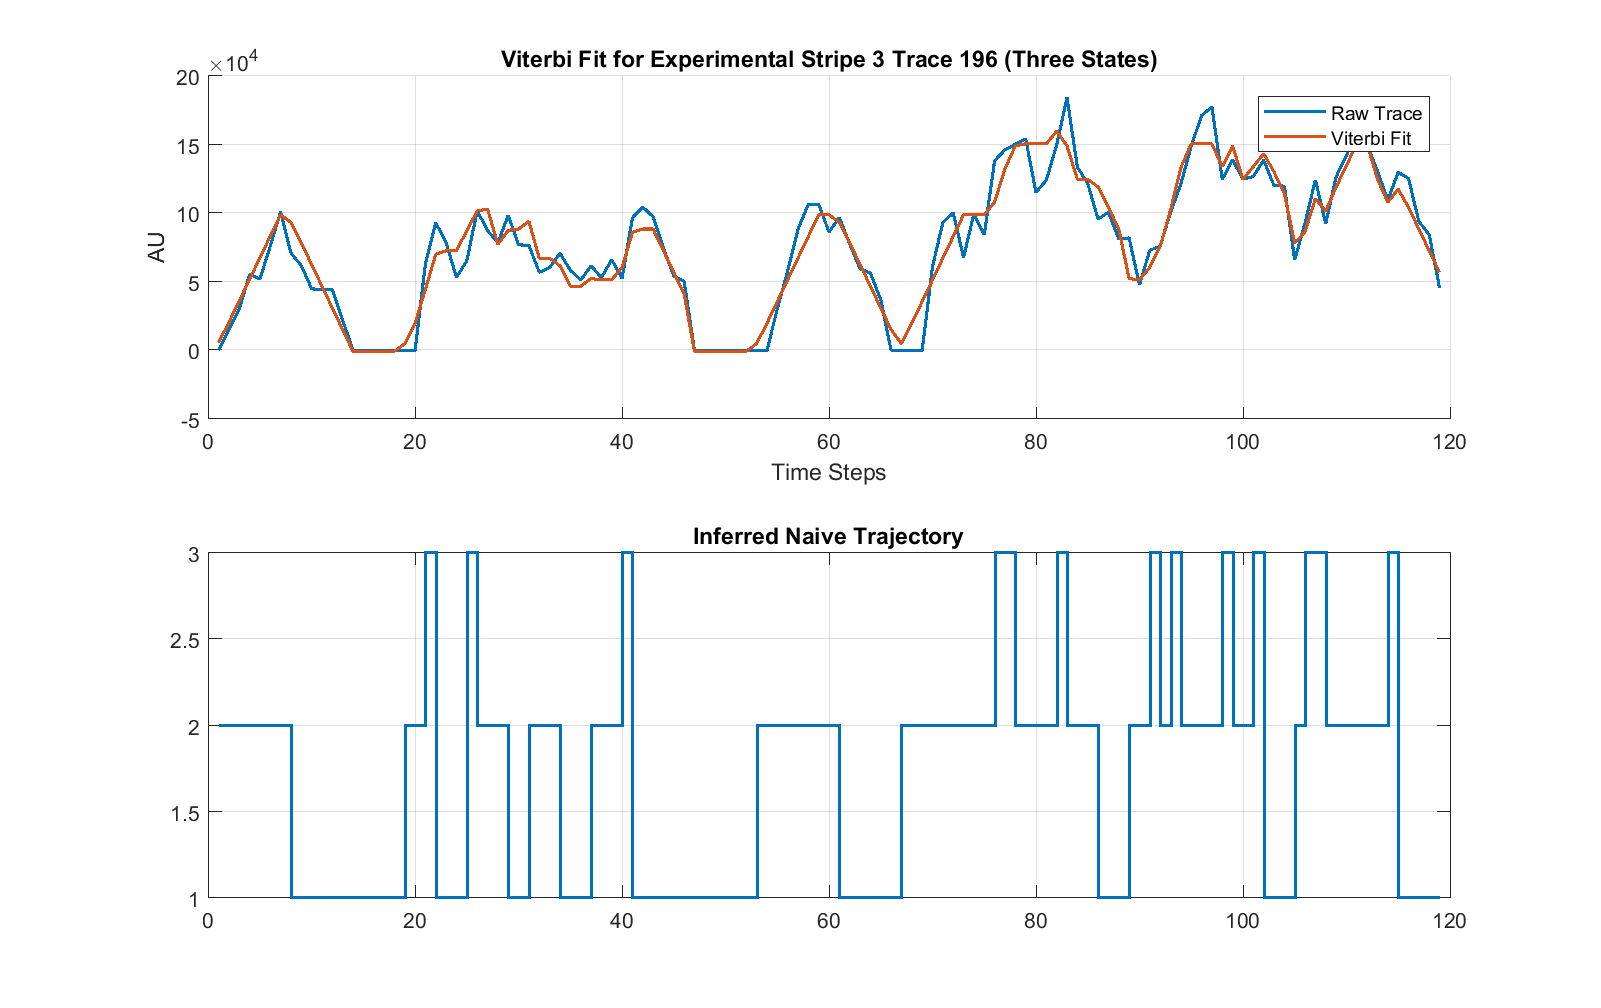 Viterbi Fit for Experimental Stripe 3 Trace 196 (Three States)
×10^4
20
15
10
5
0
-5
AU
Raw Trace
Viterbi Fit
0 20 40 60 80 100 120
Time Steps
Inferred Naive Trajectory
3
2.5
2
1.5
1
0 20 40 60 80 100 120